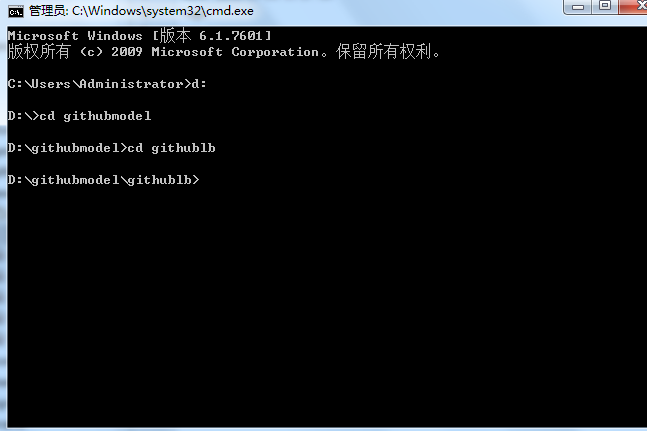 管理员: C:\Windows\system32\cmd.exe
Microsoft Windows [版本 6.1.7601]
版权所有 (c) 2009 Microsoft Corporation。保留所有权利。
C:\Users\Administrator>d:
D:\>cd githubmodel
D:\githubmodel>cd githublb
D:\githubmodel\githublb>